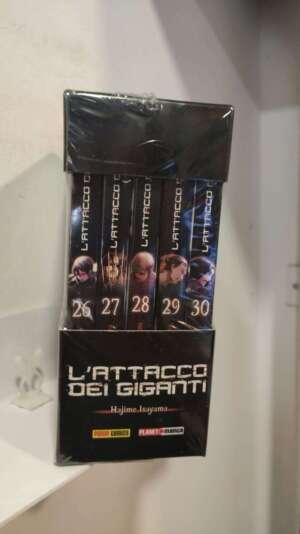 L'ATTACCO D
L'ATTACCO D
L'ATTACCO D
L'ATTACCO D
L'ATTACCO D
26
27
28
29
30
L'ATTACCO
DEI GIGANTI
Hajime Isayama
PANINI COMICS
PLANET MANGA